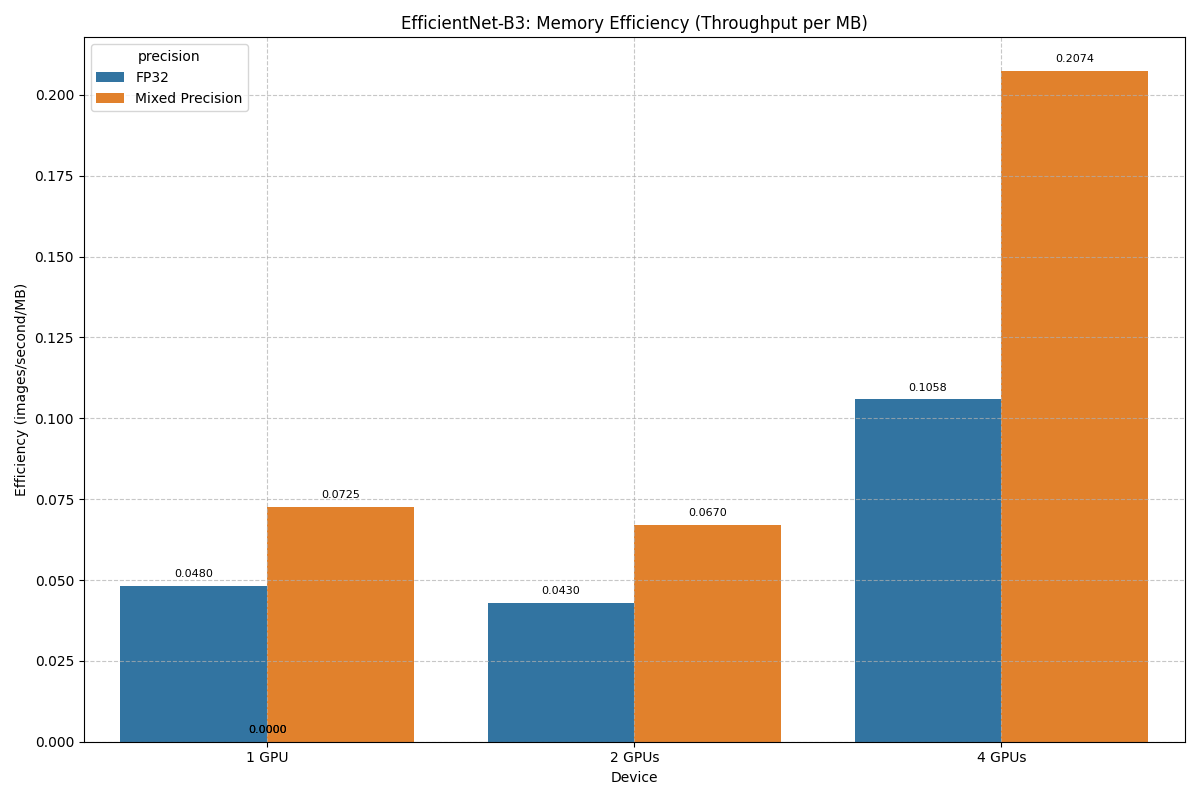 EfficientNet-B3: Memory Efficiency (Throughput per MB)
precision
FP32
Mixed Precision
Efficiency (images/second/MB)
0.200
0.175
0.150
0.125
0.100
0.075
0.050
0.025
0.000
0.0480
0.0725
0.0000
0.0430
0.0670
0.1058
0.2074
1 GPU
2 GPUs
4 GPUs
Device